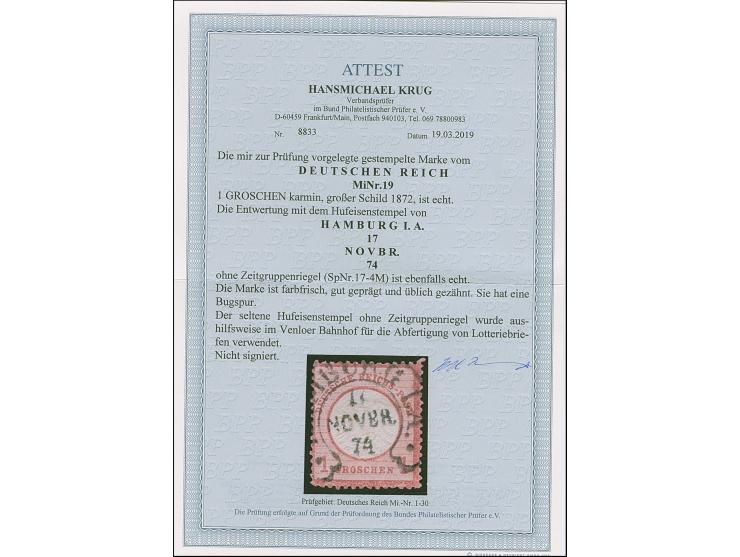 ATTEST
HANSMICHAEL KRUG
Verbandsprüfer
im Bund Philatelistischer Prüfer e. V.
D-60459 Frankfurt/Main, Postfach 940103, Tel. 069 78800983
Nr. 8833 Datum 19.03.2019
Die mir zur Prüfung vorgelegte gestempelte Marke vom
DEUTSCHEN REICH
MiNr.19
1 GROSCHEN karmin, großer Schild 1872, ist echt.
Die Entwertung mit dem Hufeisenstempel von
HAMBURG I. A.
17
NOVBR.
74
ohne Zeitgruppenriegel (SpNr.17-4M) ist ebenfalls echt.
Die Marke ist farbfrisch, gut geprägt und üblich gezähnt. Sie hat eine
Bugspur.
Der seltene Hufeisenstempel ohne Zeitgruppenriegel wurde aus-
hilfsweise im Venloer Bahnhof für die Abfertigung von Lotteriebrie-
fen verwendet.
Nicht signiert.
I.A.
DEUTSCHE REICHS-P
17
NOVBR.
74
1 GROSCHEN
Prüfgebiet: Deutsches Reich Mi.-Nr. 1-30
Die Prüfung erfolgte auf Grund der Prüfordnung des Bundes Philatelistischer Prüfer e.V.